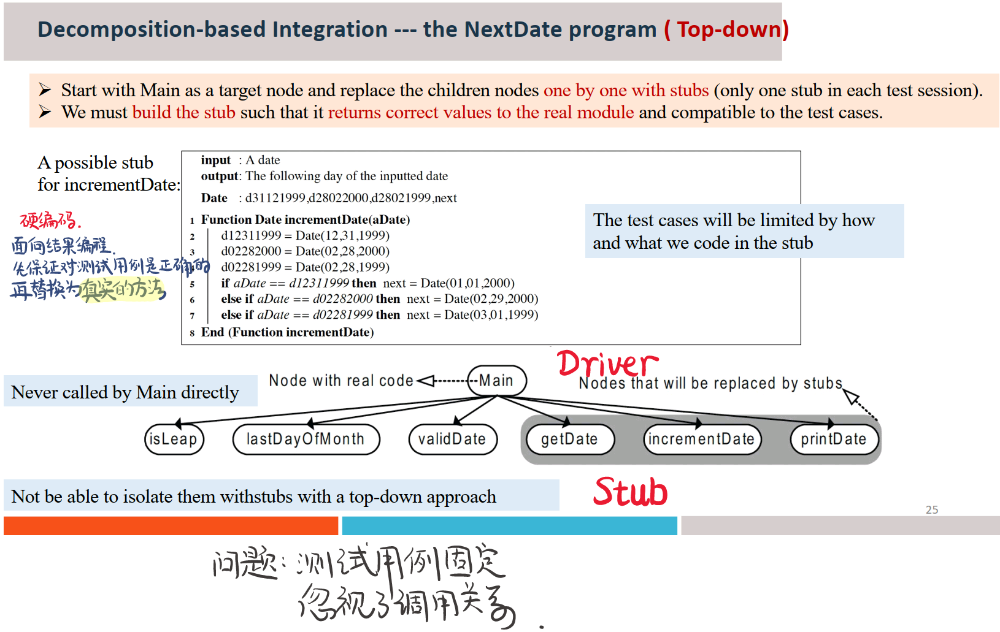 Decomposition-based Integration --- the NextDate program ( Top-down)
➢ Start with Main as a target node and replace the children nodes one by one with stubs (only one stub in each test session).
➢ We must build the stub such that it returns correct values to the real module and compatible to the test cases.
A possible stub
for incrementDate:
硬编码.
面向结果编程.
先保证对测试用例是正确的
再替换为真实的方法
input : A date
output: The following day of the inputted date
Date : d31121999,d28022000,d28021999,next
1 Function Date incrementDate(aDate)
2 d12311999 = Date(12,31,1999)
3 d02282000 = Date(02,28,2000)
4 d02281999 = Date(02,28,1999)
5 if aDate == d12311999 then next = Date(01,01,2000)
6 else if aDate == d02282000 then next = Date(02,29,2000)
7 else if aDate == d02281999 then next = Date(03,01,1999)
8 End (Function incrementDate)
The test cases will be limited by how
and what we code in the stub
Driver
Never called by Main directly
Node with real code
Main
Nodes that will be replaced by stubs
isLeap
lastDayOfMonth
validDate
getDate
incrementDate
printDate
Not be able to isolate them withstubs with a top-down approach
Stub
25
问题: 测试用例固定
忽视了调用关系.